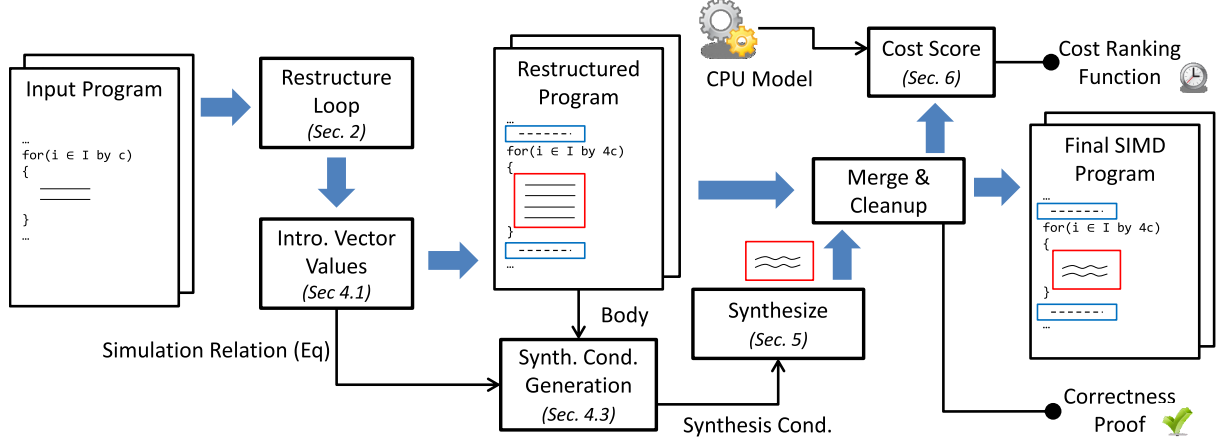 Input Program
…
for(i ∈ I by c)
{
}
…
Restructure
Loop
(Sec. 2)
Intro. Vector
Values
(Sec 4.1)
Simulation Relation (Eq)
Restructured
Program
…
for(i ∈ I by 4c)
{
}
…
Body
Synth. Cond.
Generation
(Sec. 4.3)
Synthesis Cond.
Synthesize
(Sec. 5)
CPU Model
Merge &
Cleanup
Cost Score
(Sec. 6)
Cost Ranking
Function
Final SIMD
Program
…
for(i ∈ I by 4c)
{
}
…
Correctness
Proof